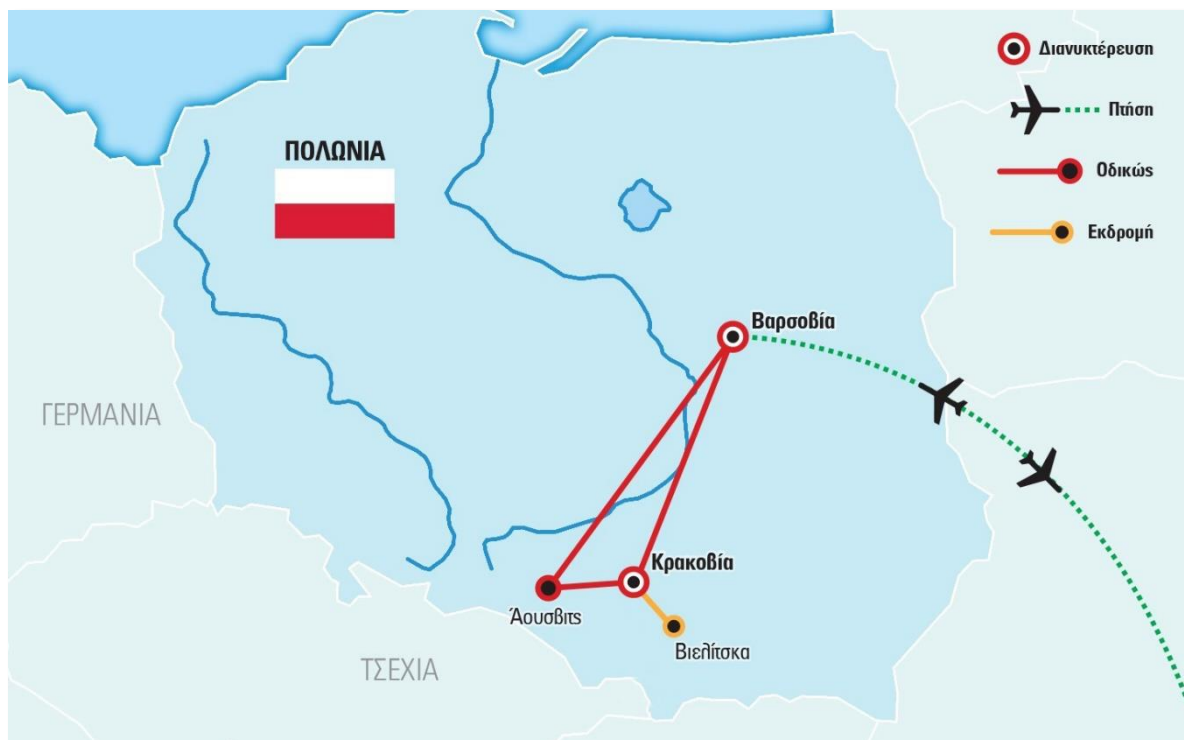 Διανυκτέρευση
Πτήση
ΠΟΛΩΝΙΑ
Οδικώς
Εκδρομή
Βαρσοβία
ΓΕΡΜΑΝΙΑ
Κρακοβία
Άουσβιτς
Βιελίτσκα
ΤΣΕΧΙΑ